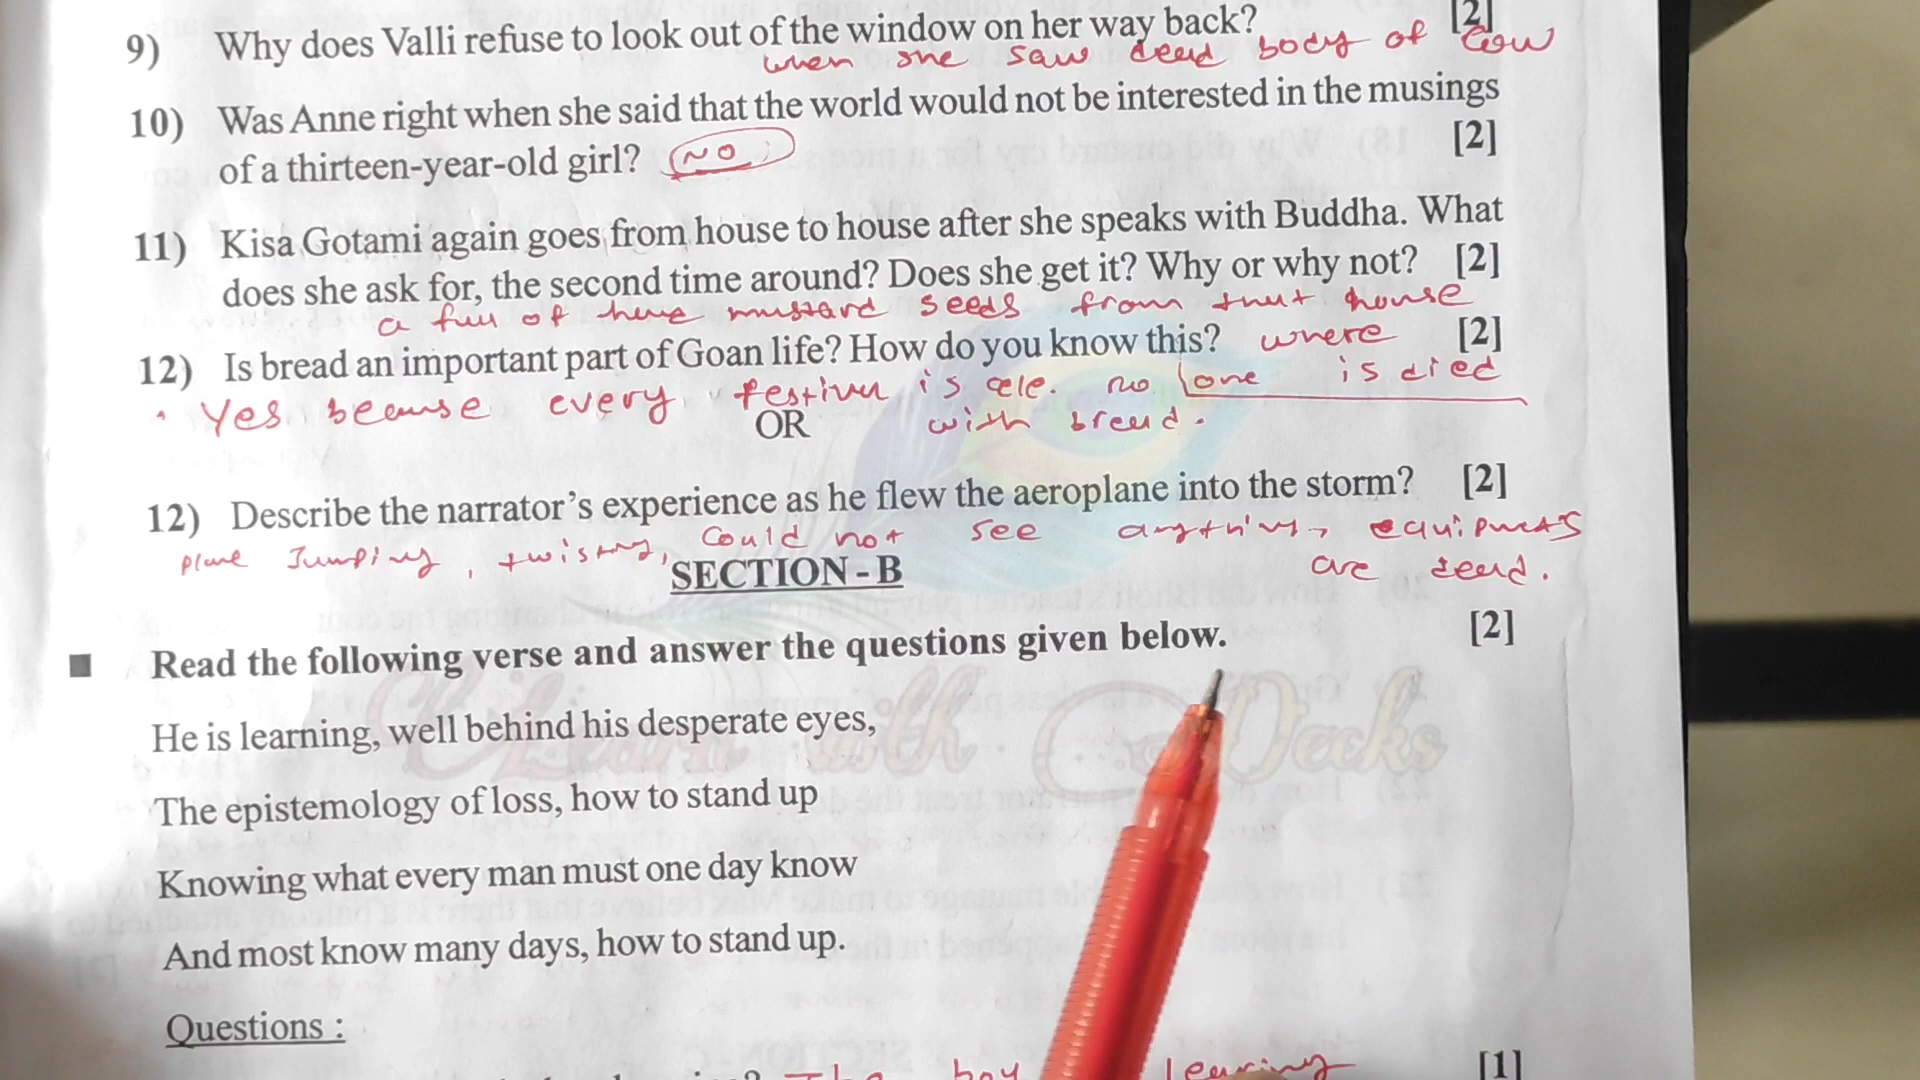 9) Why does Valli refuse to look out of the window on her way back? [2]
when she saw dead body of cow
10) Was Anne right when she said that the world would not be interested in the musings
of a thirteen-year-old girl? NO [2]
11) Kisa Gotami again goes from house to house after she speaks with Buddha. What
does she ask for, the second time around? Does she get it? Why or why not? [2]
a of mustard seeds from that house
12) Is bread an important part of Goan life? How do you know this? where [2]
no one is died
Yes because every festival is cele.
OR with bread.
12) Describe the narrator's experience as he flew the aeroplane into the storm? [2]
plane Jumping, twisting, could not see anything, equipments
are dead.
SECTION - B
Read the following verse and answer the questions given below. [2]
Learn with Deeks
He is learning, well behind his desperate eyes,
The epistemology of loss, how to stand up
Knowing what every man must one day know
And most know many days, how to stand up.
Questions :
The boy learning [1]